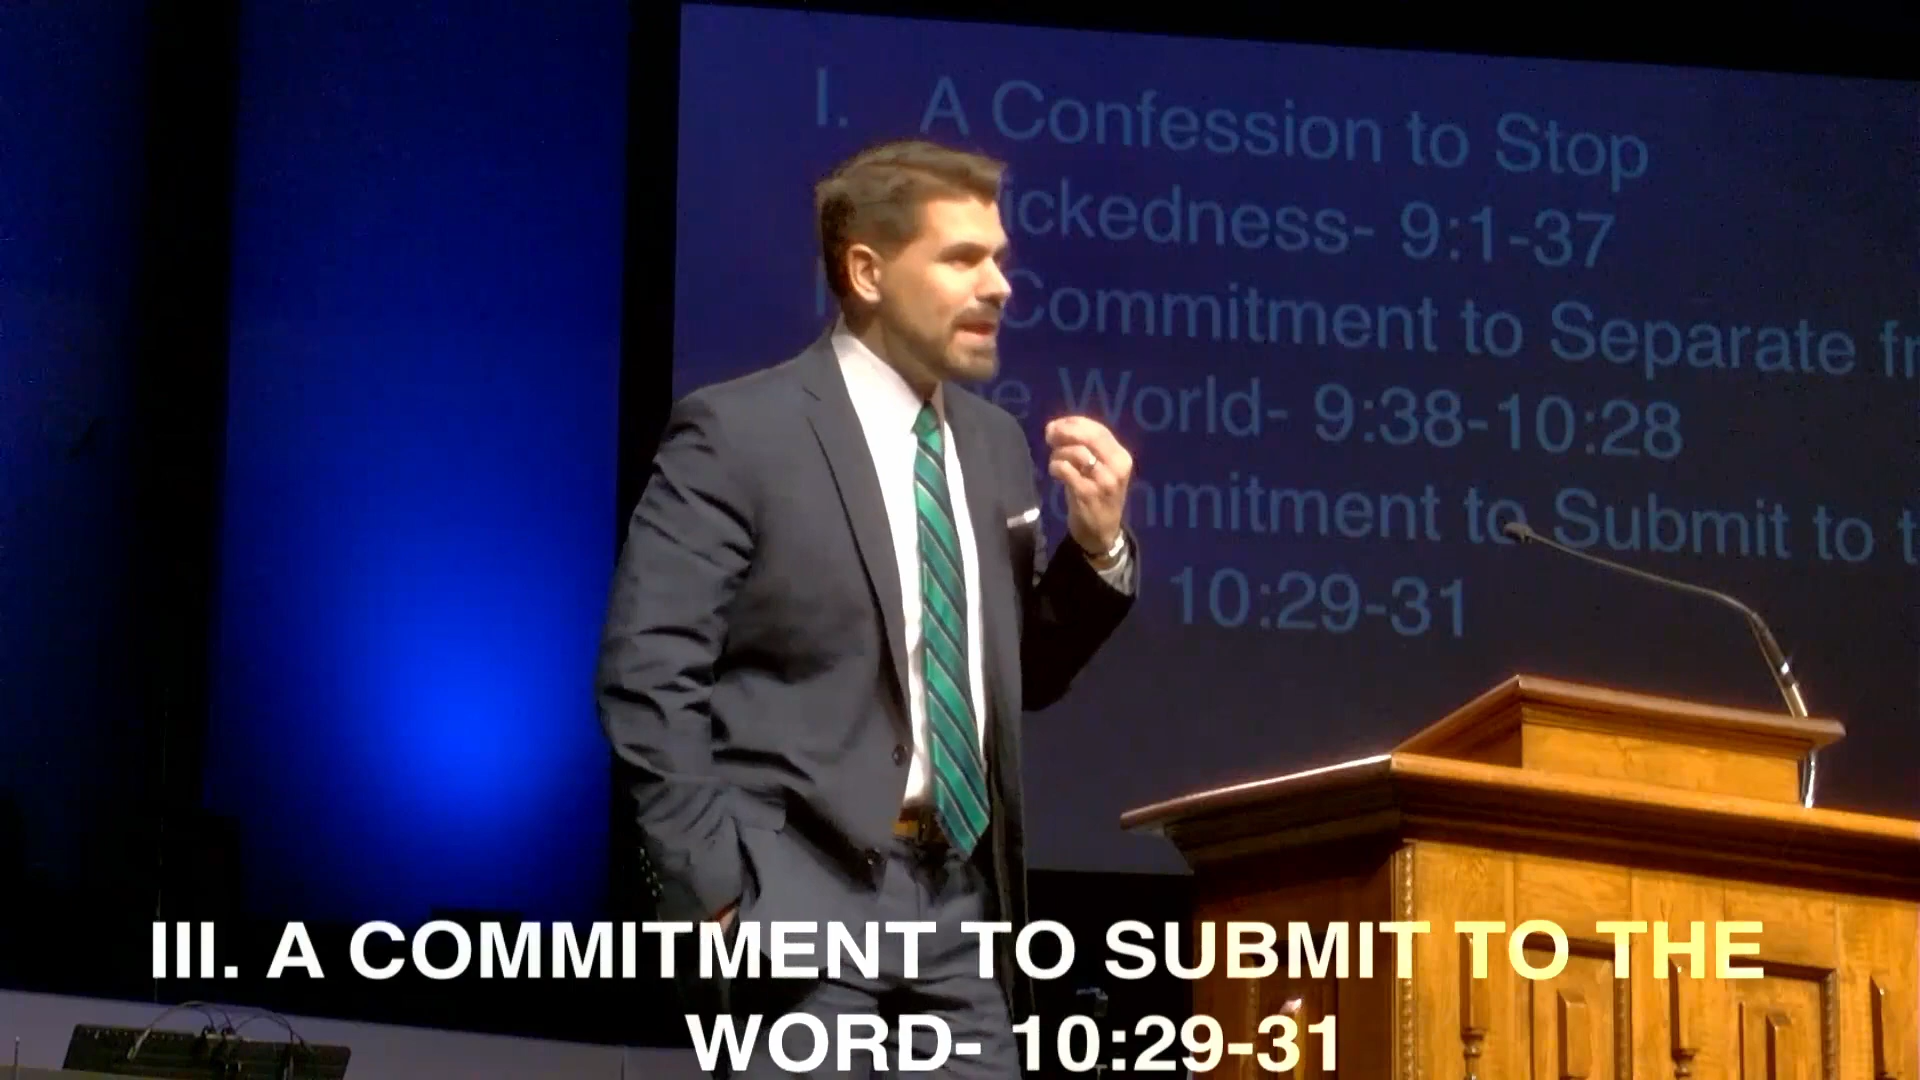 I. A Confession to Stop
ickedness- 9:1-37
Commitment to Separate fr
e World- 9:38-10:28
ommitment to Submit to t
10:29-31
III. A COMMITMENT TO SUBMIT TO THE
WORD- 10:29-31